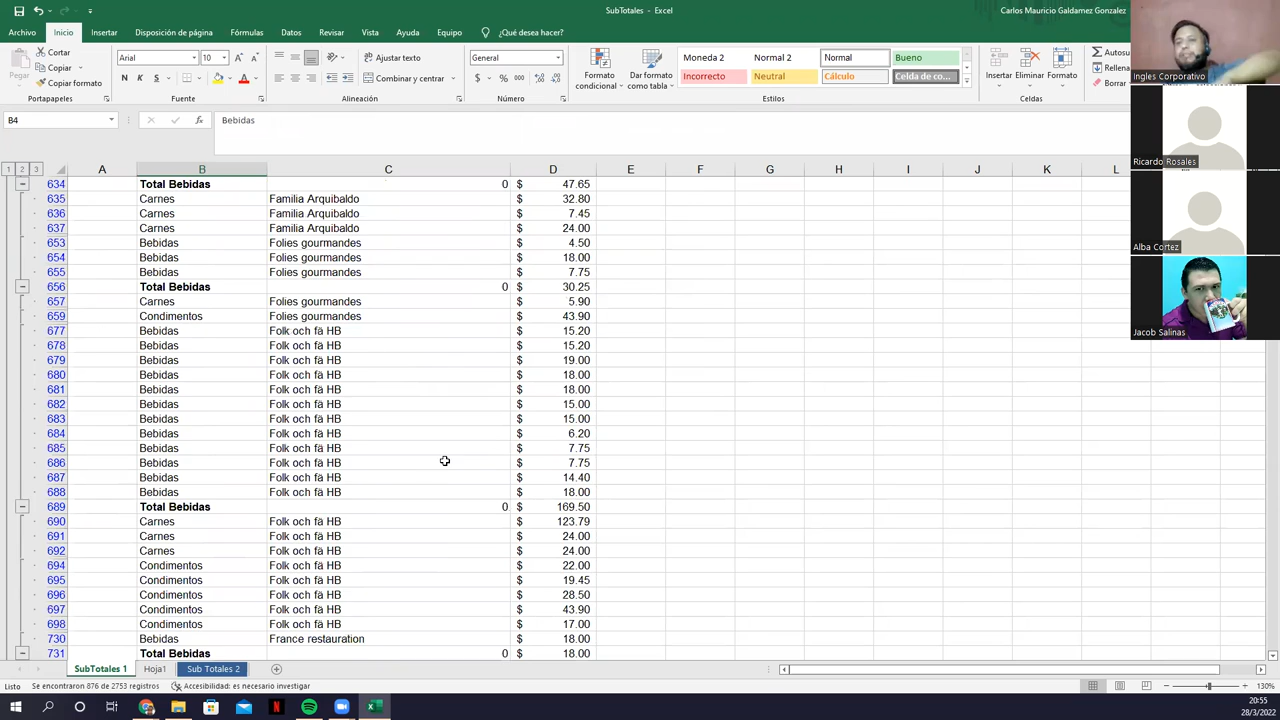 SubTotales - Excel
Carlos Mauricio Galdamez Gonzalez
Archivo Inicio Insertar Disposición de página Fórmulas Datos Revisar Vista Ayuda Equipo ¿Qué desea hacer?
Cortar
Copiar
Copiar formato
Pegar
Portapapeles
Arial 10
N K S
Fuente
Ajustar texto
Combinar y centrar
Alineación
General
$ % 000
Número
Formato condicional
Dar formato como tabla
Moneda 2 Normal 2 Normal Bueno
Incorrecto Neutral Cálculo Celda de co...
Estilos
Insertar Eliminar Formato
Celdas
Autosu
Rellena
Borrar
Ingles Corporativo
Ricardo Rosales
Alba Cortez
Jacob Salinas
B4 fx Bebidas
1 2 3 A B C D E F G H I J K L
634 Total Bebidas 0 $ 47.65
635 Carnes Familia Arquibaldo $ 32.80
636 Carnes Familia Arquibaldo $ 7.45
637 Carnes Familia Arquibaldo $ 24.00
653 Bebidas Folies gourmandes $ 4.50
654 Bebidas Folies gourmandes $ 18.00
655 Bebidas Folies gourmandes $ 7.75
656 Total Bebidas 0 $ 30.25
657 Carnes Folies gourmandes $ 5.90
659 Condimentos Folies gourmandes $ 43.90
677 Bebidas Folk och fä HB $ 15.20
678 Bebidas Folk och fä HB $ 15.20
679 Bebidas Folk och fä HB $ 19.00
680 Bebidas Folk och fä HB $ 18.00
681 Bebidas Folk och fä HB $ 18.00
682 Bebidas Folk och fä HB $ 15.00
683 Bebidas Folk och fä HB $ 15.00
684 Bebidas Folk och fä HB $ 6.20
685 Bebidas Folk och fä HB $ 7.75
686 Bebidas Folk och fä HB $ 7.75
687 Bebidas Folk och fä HB $ 14.40
688 Bebidas Folk och fä HB $ 18.00
689 Total Bebidas 0 $ 169.50
690 Carnes Folk och fä HB $ 123.79
691 Carnes Folk och fä HB $ 24.00
692 Carnes Folk och fä HB $ 24.00
694 Condimentos Folk och fä HB $ 22.00
695 Condimentos Folk och fä HB $ 19.45
696 Condimentos Folk och fä HB $ 28.50
697 Condimentos Folk och fä HB $ 43.90
698 Condimentos Folk och fä HB $ 17.00
730 Bebidas France restauration $ 18.00
731 Total Bebidas 0 $ 18.00
SubTotales 1 Hoja1 Sub Totales 2
Listo Se encontraron 876 de 2753 registros Accesibilidad: es necesario investigar 130%
20:55
28/3/2022